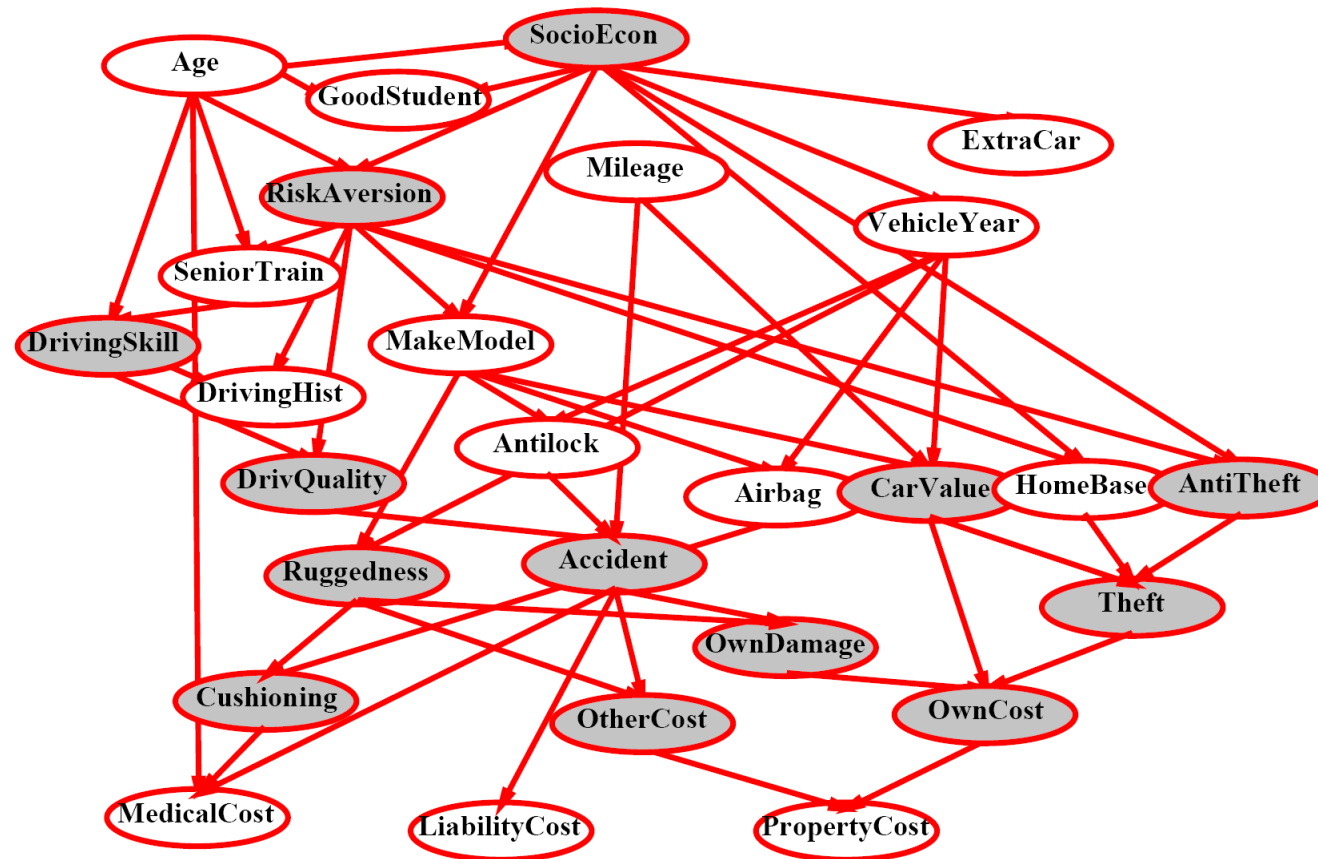 SocioEcon
Age
GoodStudent
ExtraCar
Mileage
RiskAversion
VehicleYear
SeniorTrain
DrivingSkill
MakeModel
DrivingHist
Antilock
DrivQuality
Airbag
CarValue
HomeBase
AntiTheft
Ruggedness
Accident
Theft
OwnDamage
Cushioning
OtherCost
OwnCost
MedicalCost
LiabilityCost
PropertyCost